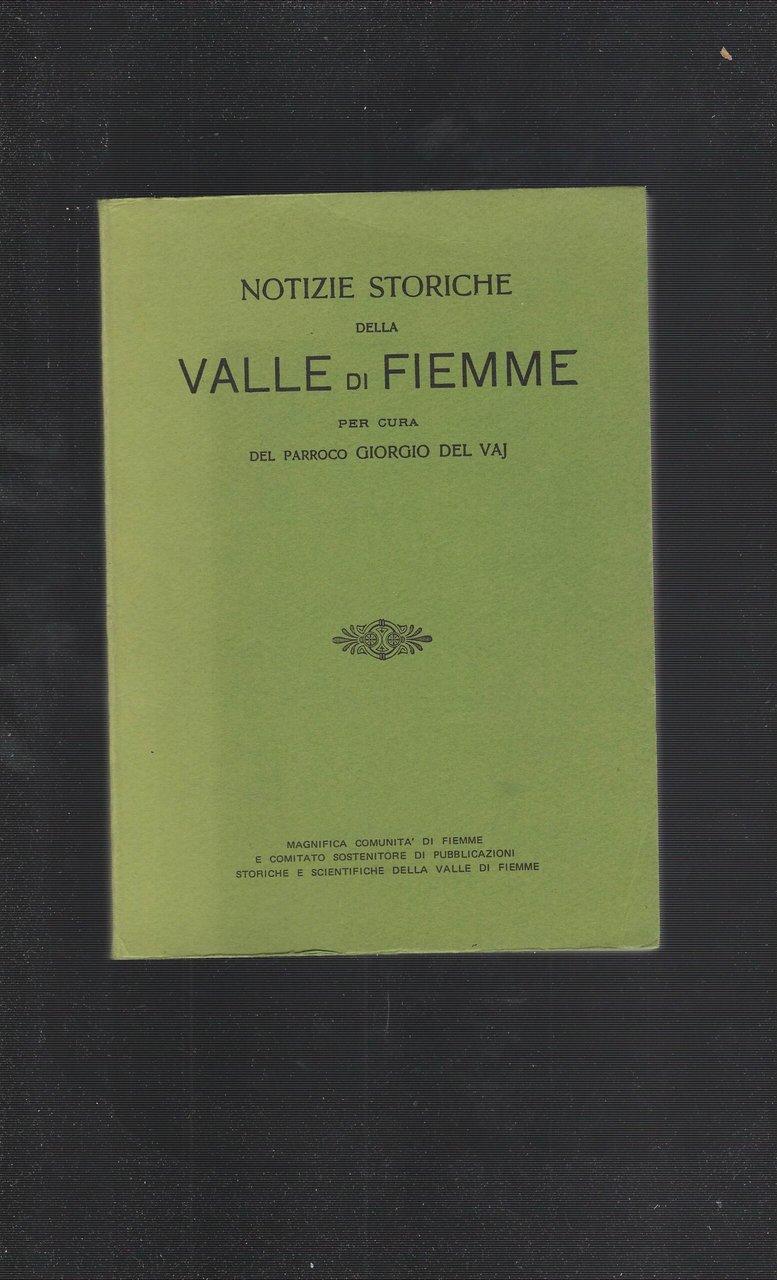 NOTIZIE STORICHE
DELLA
VALLE DI FIEMME
PER CURA
DEL PARROCO GIORGIO DEL VAJ
MAGNIFICA COMUNITA' DI FIEMME
E COMITATO SOSTENITORE DI PUBBLICAZIONI
STORICHE E SCIENTIFICHE DELLA VALLE DI FIEMME